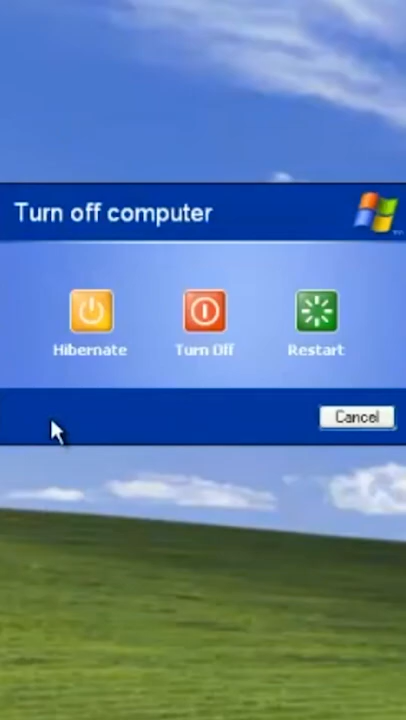 Turn off computer
Hibernate
Turn Off
Restart
Cancel